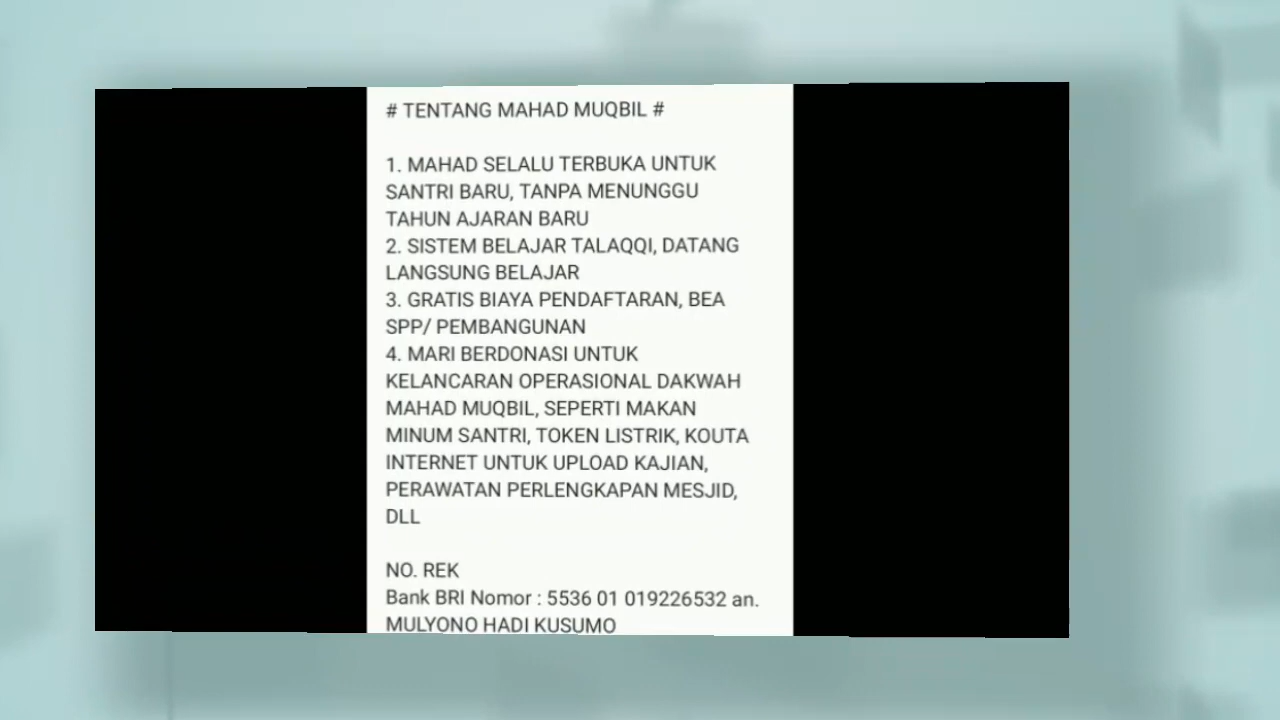 # TENTANG MAHAD MUQBIL #
1. MAHAD SELALU TERBUKA UNTUK
SANTRI BARU, TANPA MENUNGGU
TAHUN AJARAN BARU
2. SISTEM BELAJAR TALAQQI, DATANG
LANGSUNG BELAJAR
3. GRATIS BIAYA PENDAFTARAN, BEA
SPP/ PEMBANGUNAN
4. MARI BERDONASI UNTUK
KELANCARAN OPERASIONAL DAKWAH
MAHAD MUQBIL, SEPERTI MAKAN
MINUM SANTRI, TOKEN LISTRIK, KOUTA
INTERNET UNTUK UPLOAD KAJIAN,
PERAWATAN PERLENGKAPAN MESJID,
DLL
NO. REK
Bank BRI Nomor : 5536 01 019226532 an.
MULYONO HADI KUSUMO